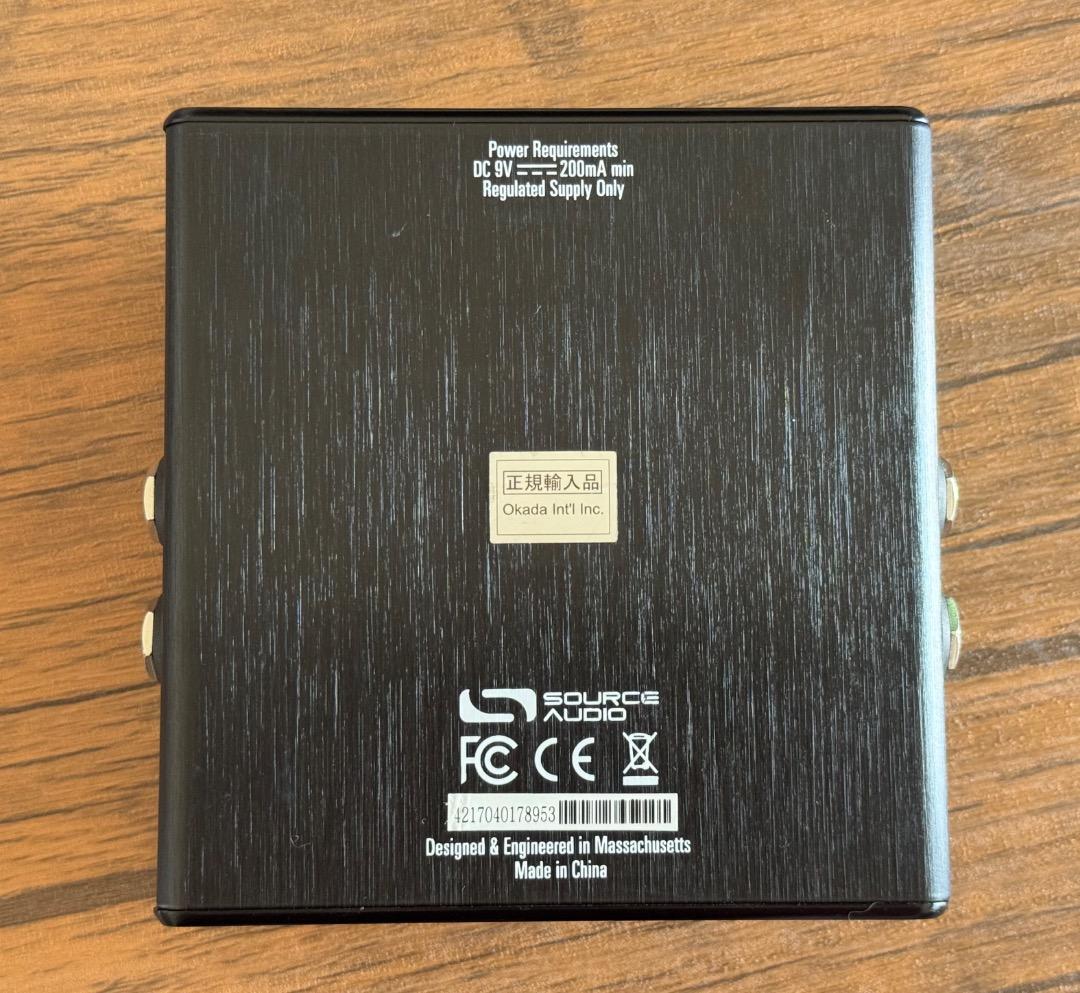 Power Requirements
DC 9V 200mA min
Regulated Supply Only
正規輸入品
Okada Int'l Inc.
SOURCE
AUDIO
FC CE
4217040178953
Designed & Engineered in Massachusetts
Made in China